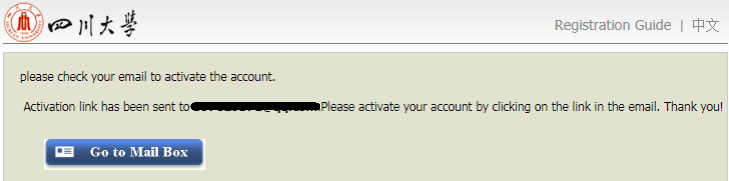 四川大學
Registration Guide | 中文
please check your email to activate the account.
Activation link has been sent to Please activate your account by clicking on the link in the email. Thank you!
Go to Mail Box